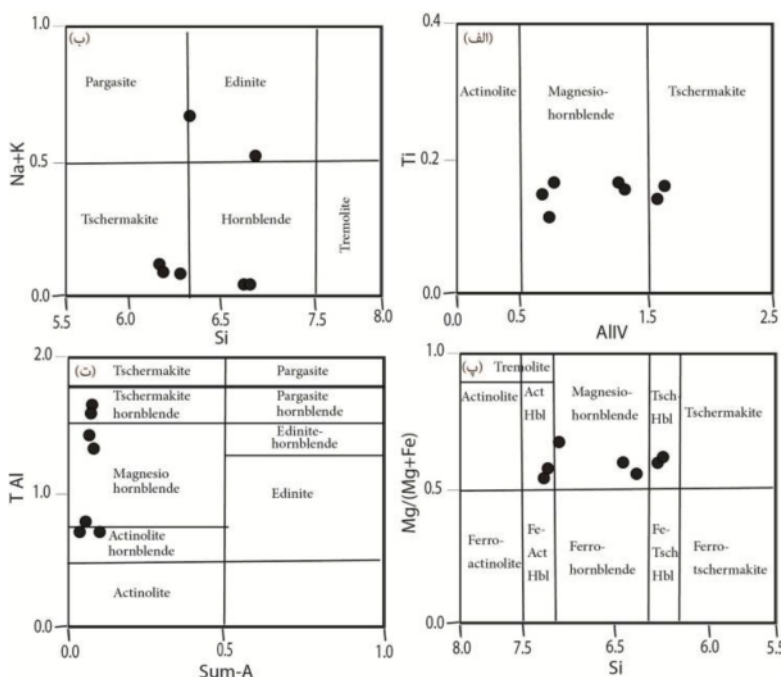 (ب)
1.0
0.5
0.0
Na+K
Pargasite
Edinite
Tschermakite
Hornblende
Tremolite
5.5
6.0
6.5
7.5
8.0
Si
(الف)
0.4
0.2
0.0
Ti
Actinolite
Magnesio-
hornblende
Tschermakite
0.0
0.5
1.5
2.5
AlIV
(ت)
2.0
1.0
0.0
T Al
Tschermakite
Pargasite
Tschermakite
hornblende
Pargasite
hornblende
Edinite-
hornblende
Magnesio
hornblende
Edinite
Actinolite
hornblende
Actinolite
0.0
0.5
1.0
Sum-A
(پ)
1.0
0.5
0.0
Mg/(Mg+Fe)
Tremolite
Actinolite
Act
Hbl
Magnesio-
hornblende
Tsch-
Hbl
Tschermakite
Ferro-
actinolite
Fe-
Act
Hbl
Ferro-
hornblende
Fe-
Tsch
Hbl
Ferro-
tschermakite
8.0
7.5
6.5
6.0
5.5
Si